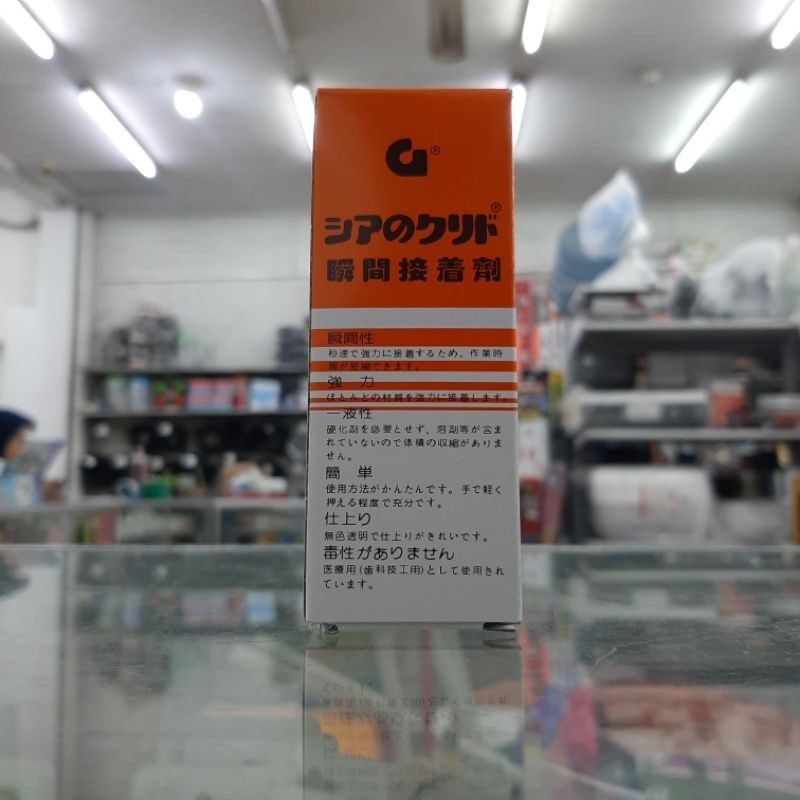 G®
シアのクリド®
瞬間接着剤
瞬間性
秒速で強力に接着するため、作業時
間が短縮できます。
強 力
ほとんどの材質を強力に接着します。
一液性
硬化剤を必要とせず、溶剤等が含ま
れていないので体積の収縮がありま
せん。
簡 単
使用方法がかんたんです。手で軽く
押える程度で充分です。
仕上り
無色透明で仕上りがきれいです。
毒性がありません
医療用(歯科技工用)として使用され
ています。